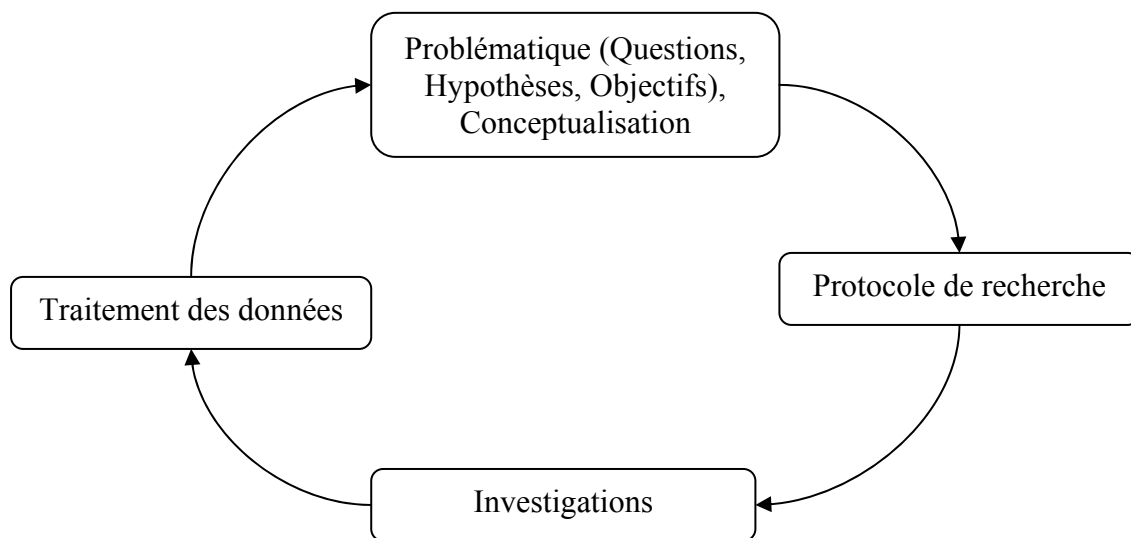 Problématique (Questions,
Hypothèses, Objectifs),
Conceptualisation
Protocole de recherche
Traitement des données
Investigations